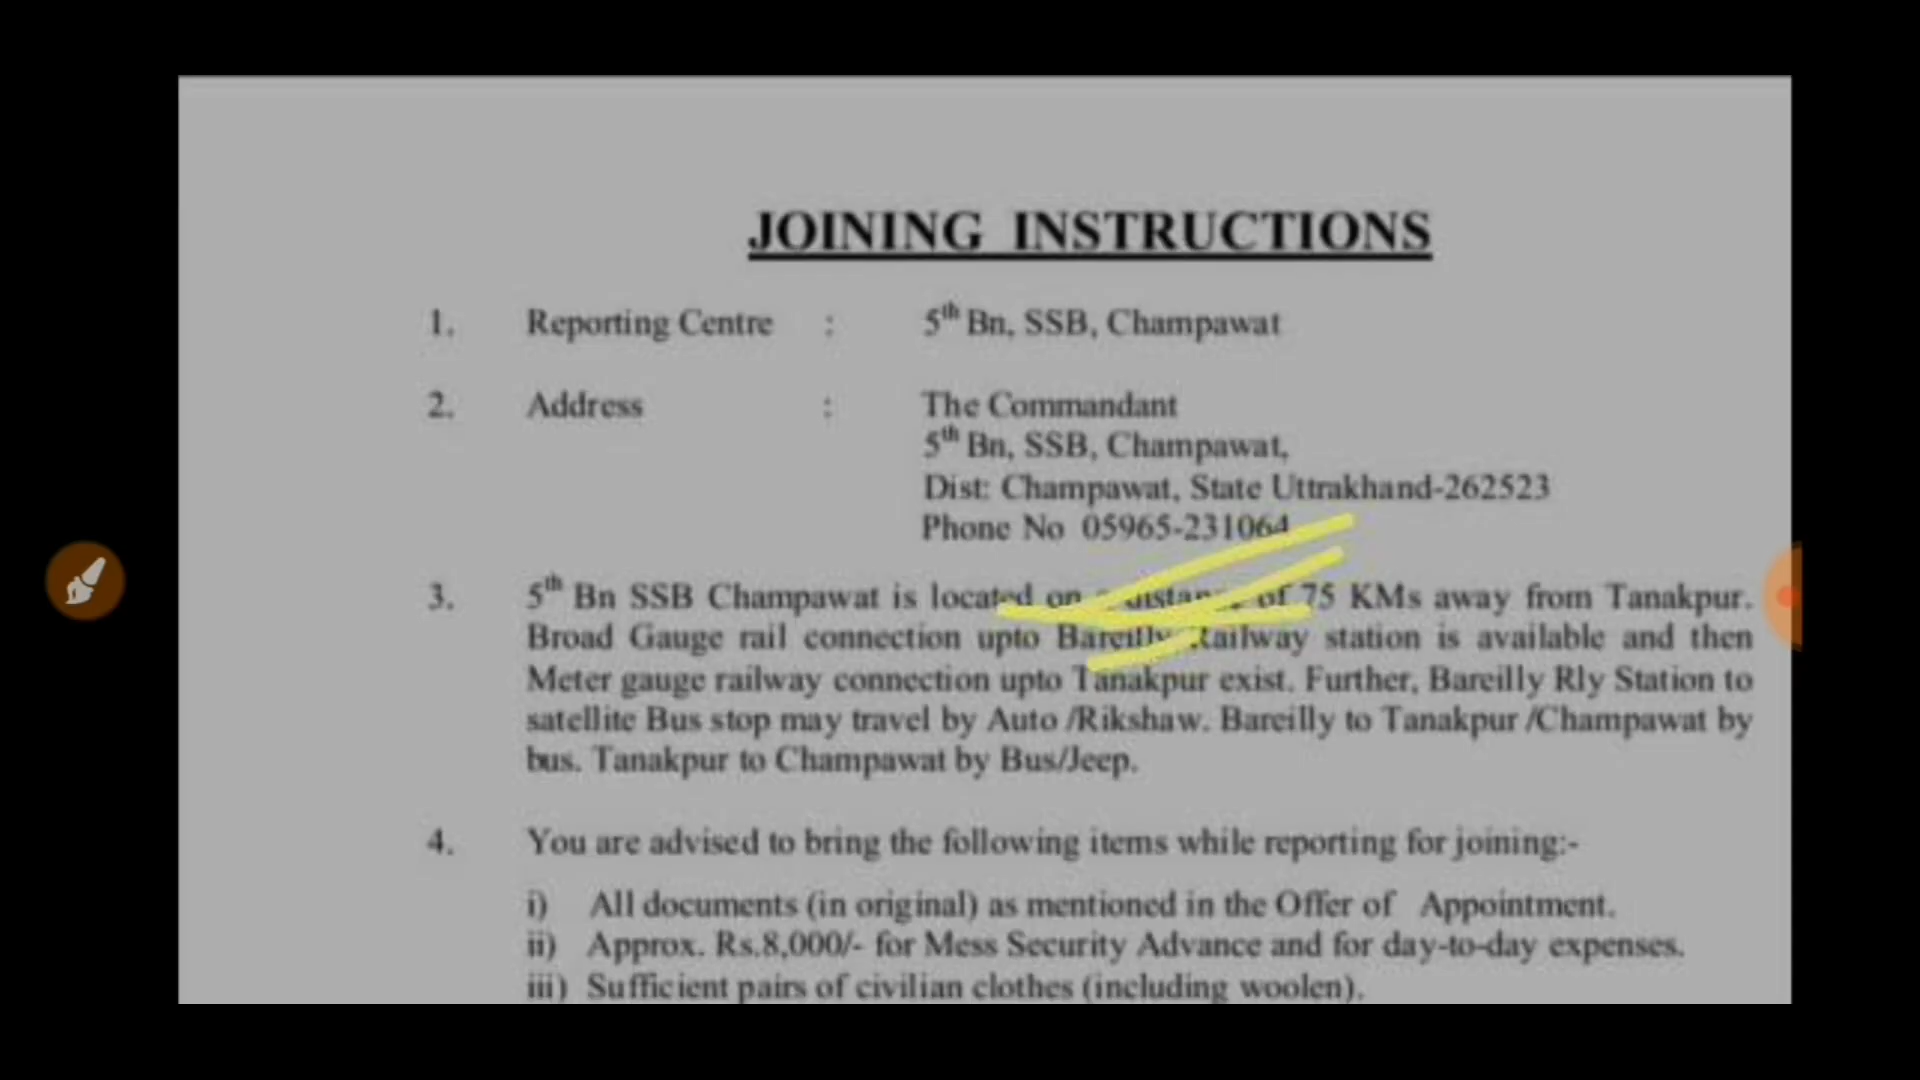 JOINING INSTRUCTIONS
1. Reporting Centre : 5th Bn, SSB, Champawat
2. Address : The Commandant
5th Bn, SSB, Champawat,
Dist: Champawat, State Uttrakhand-262523
Phone No 05965-231064
3. 5th Bn SSB Champawat is located on a distance of 75 KMs away from Tanakpur.
Broad Gauge rail connection upto Bareilly Railway station is available and then
Meter gauge railway connection upto Tanakpur exist. Further, Bareilly Rly Station to
satellite Bus stop may travel by Auto /Rikshaw. Bareilly to Tanakpur /Champawat by
bus. Tanakpur to Champawat by Bus/Jeep.
4. You are advised to bring the following items while reporting for joining:-
i) All documents (in original) as mentioned in the Offer of Appointment.
ii) Approx. Rs.8,000/- for Mess Security Advance and for day-to-day expenses.
iii) Sufficient pairs of civilian clothes (including woolen).